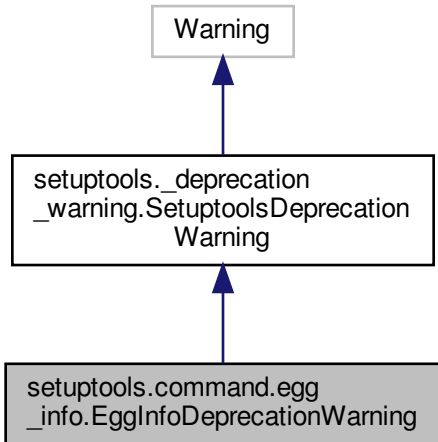 Warning
setuptools._deprecation
_warning.SetuptoolsDeprecation
Warning
setuptools.command.egg
_info.EggInfoDeprecationWarning